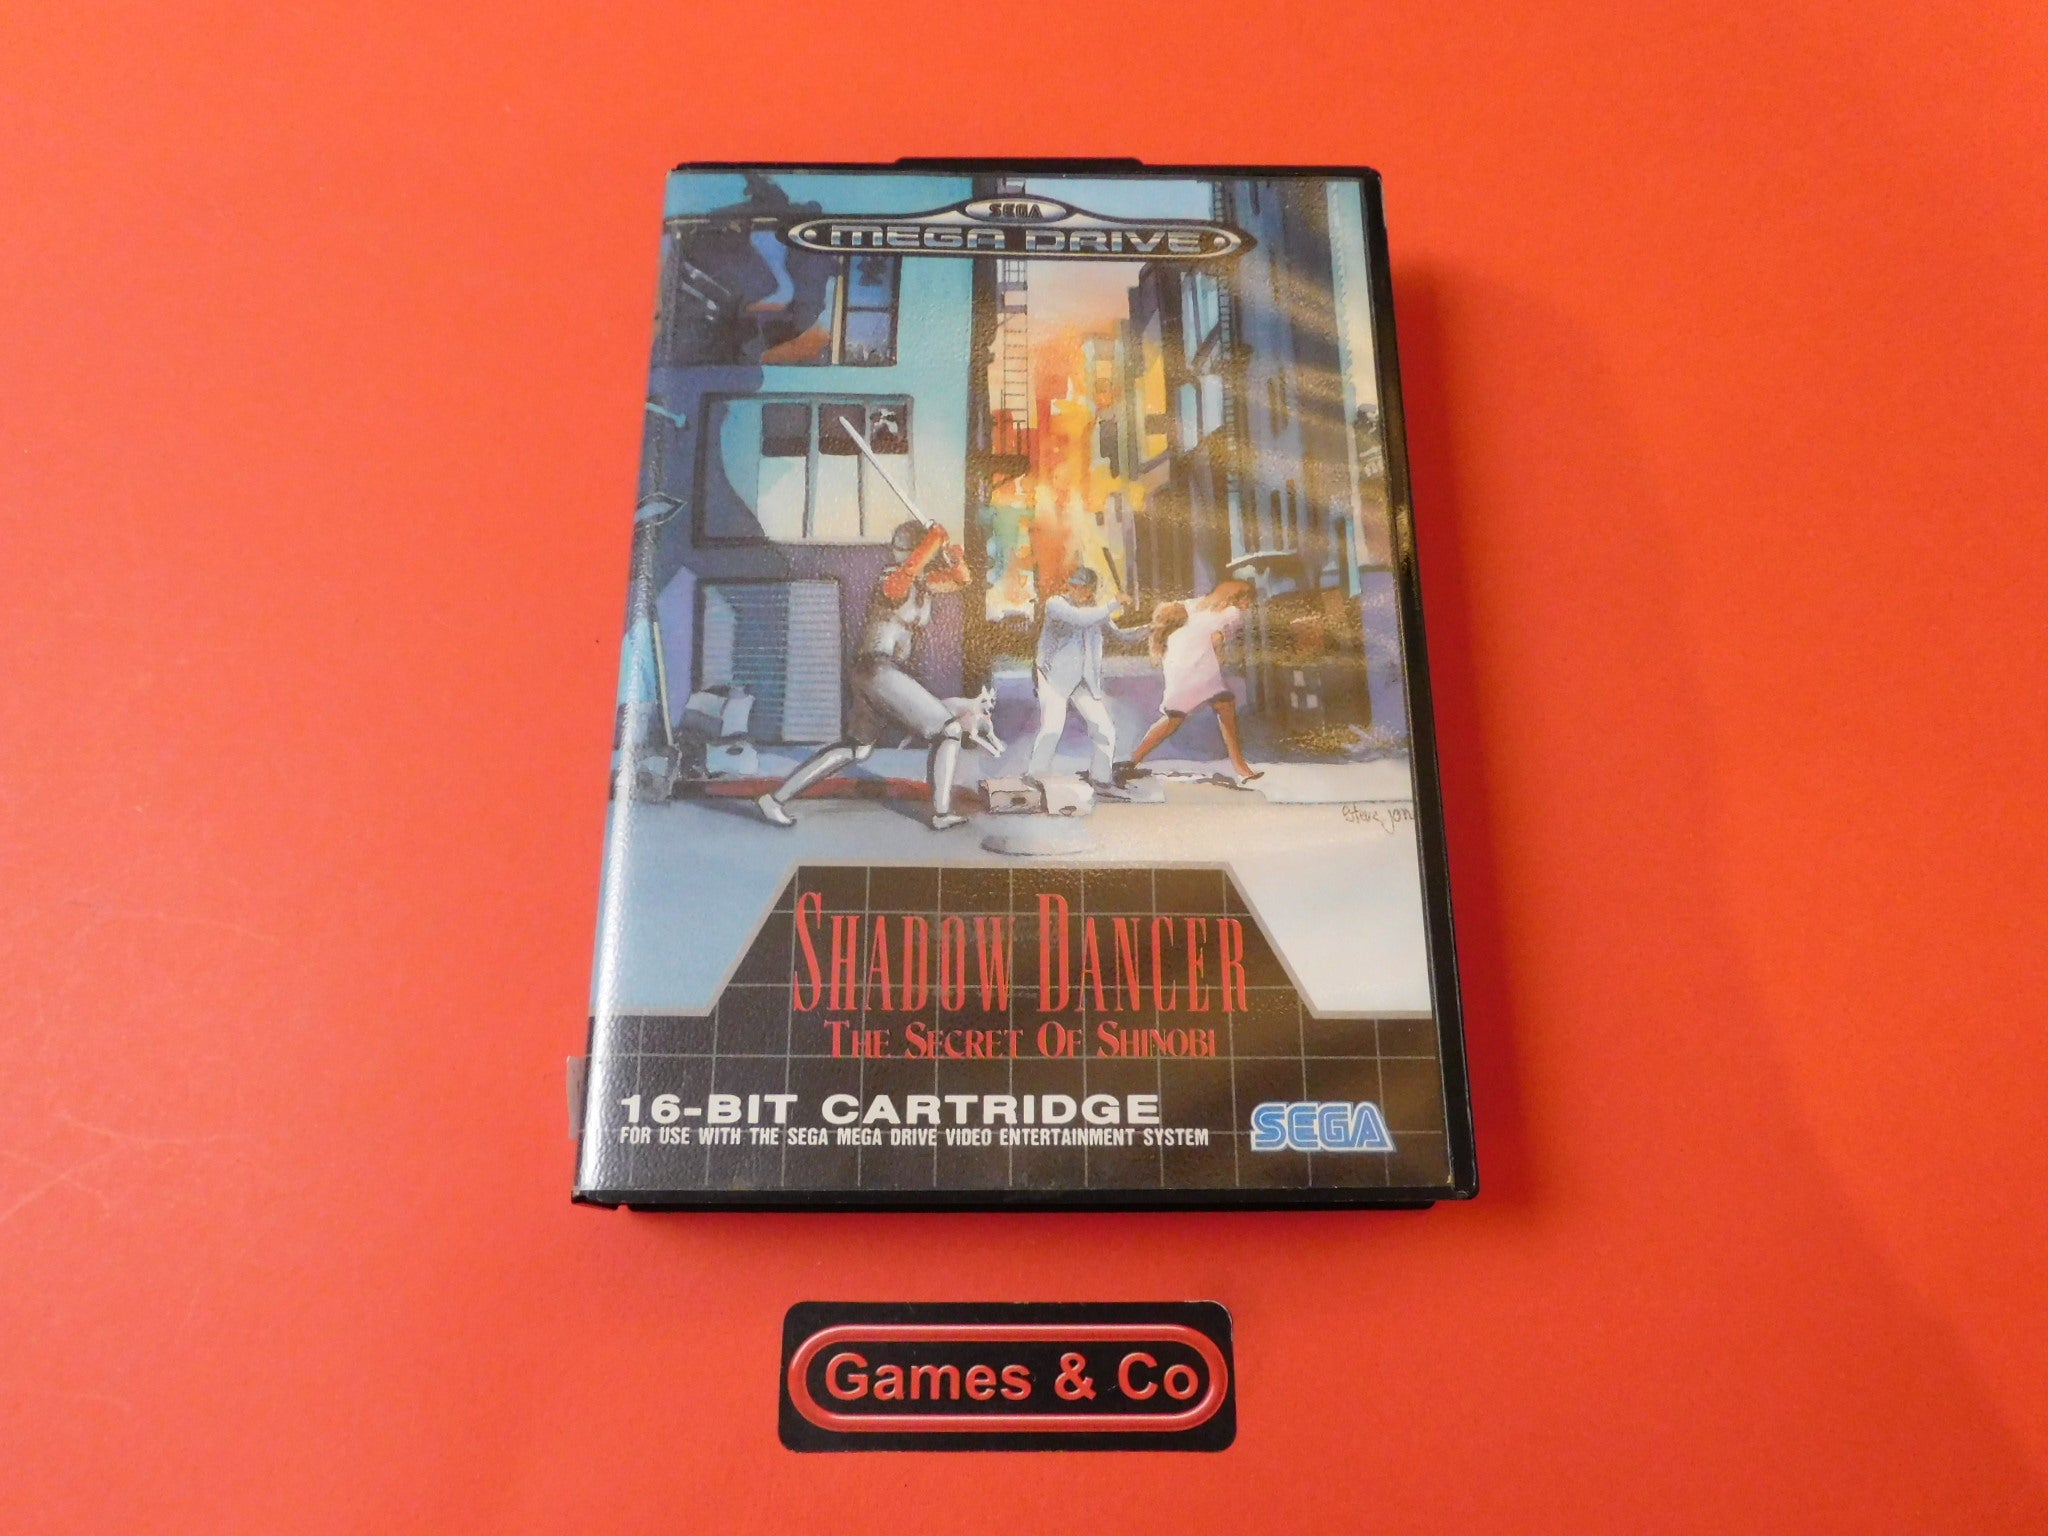 SEGA
MEGA DRIVE
SHADOW DANCER
THE SECRET OF SHINOBI
16-BIT CARTRIDGE
FOR USE WITH THE SEGA MEGA DRIVE VIDEO ENTERTAINMENT SYSTEM
SEGA
Games & Co